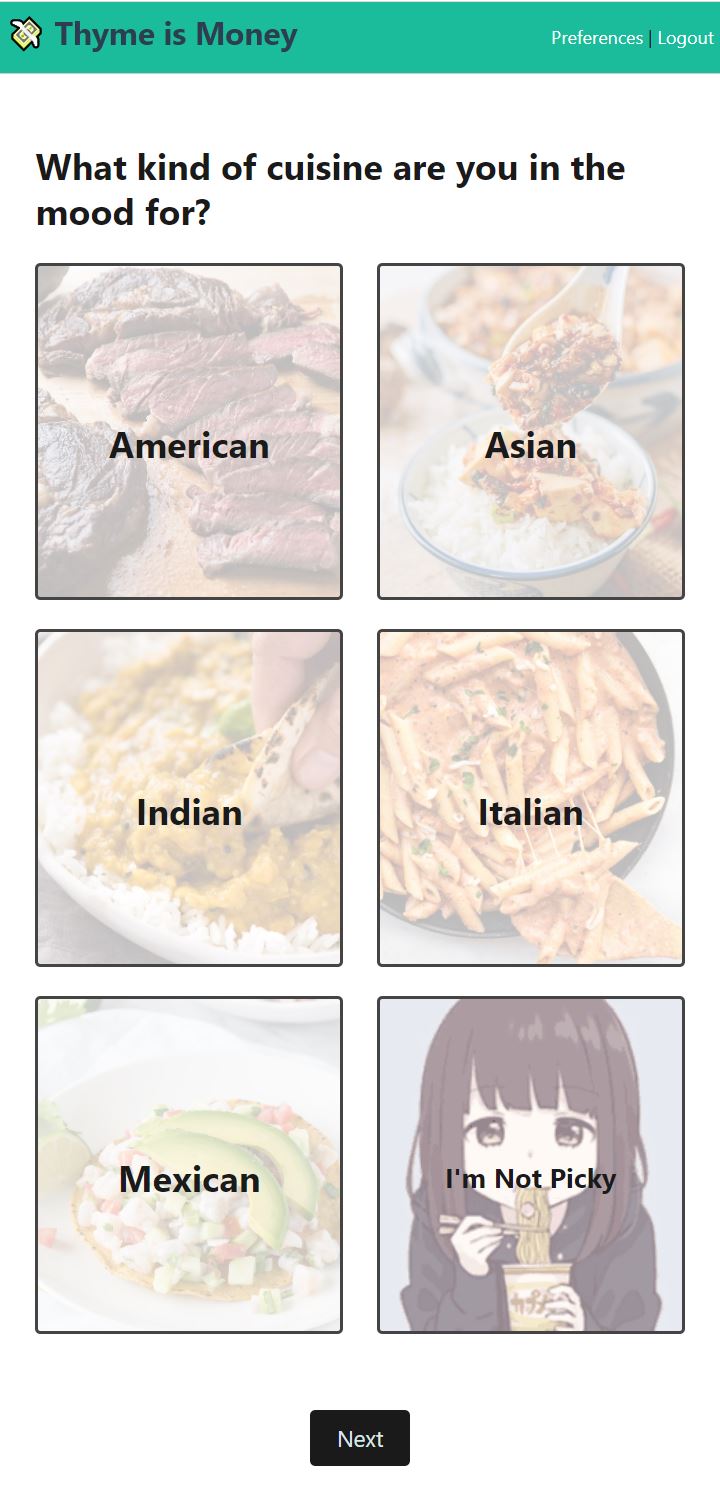 Thyme is Money
Preferences | Logout
What kind of cuisine are you in the
mood for?
American
Asian
Indian
Italian
Mexican
I'm Not Picky
Next